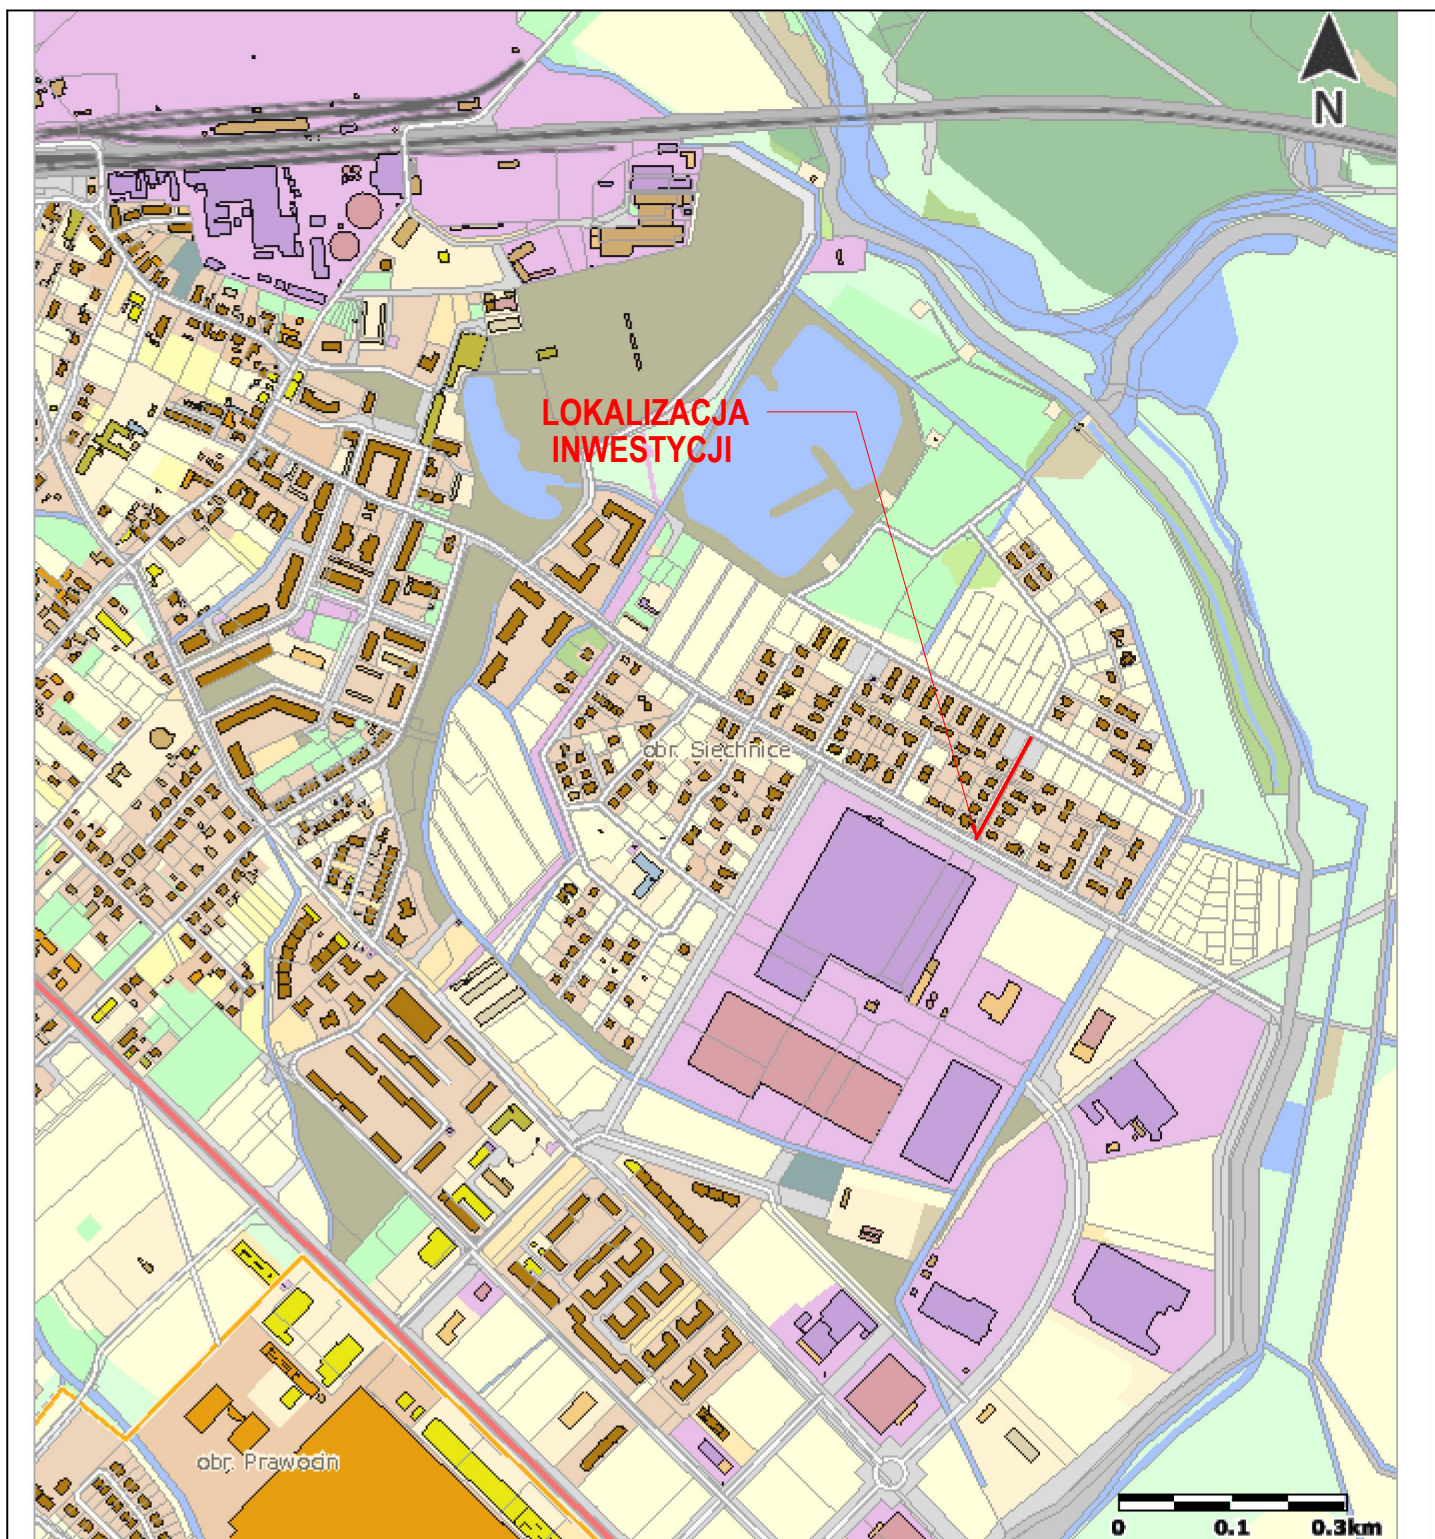 N
LOKALIZACJA
INWESTYCJI
obr. Siechnice
obr. Prawocin
0 0.1 0.3km